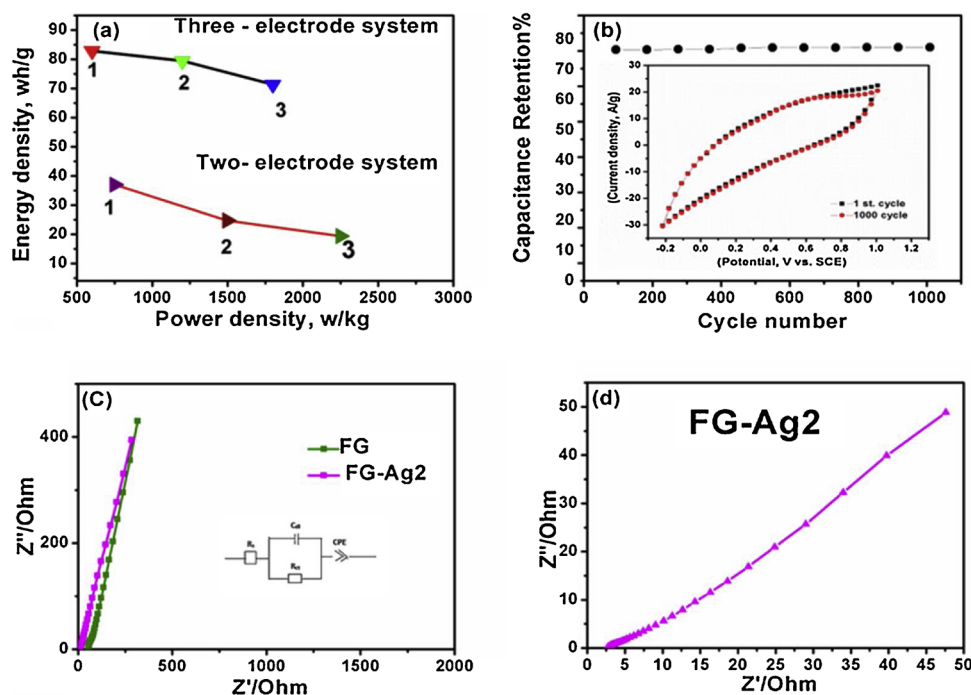 (a)
Three - electrode system
1
2
3
Two- electrode system
1
2
3
Energy density, wh/g
90
80
70
60
50
40
30
20
10
500 1000 1500 2000 2500 3000
Power density, w/kg
(b)
Capacitance Retention%
80
70
60
50
40
30
20
10
0
0 200 400 600 800 1000
Cycle number
(Current density, A/g)
30
20
10
0
-10
-20
-30
-0.2 0.0 0.2 0.4 0.6 0.8 1.0 1.2
(Potential, V vs. SCE)
1 st. cycle
1000 cycle
(C)
FG
FG-Ag2
Cdl
Rs
CPE
Rct
Z''/Ohm
400
200
0
0 500 1000 1500 2000
Z'/Ohm
(d)
FG-Ag2
Z''/Ohm
50
40
30
20
10
0
0 5 10 15 20 25 30 35 40 45 50
Z'/Ohm